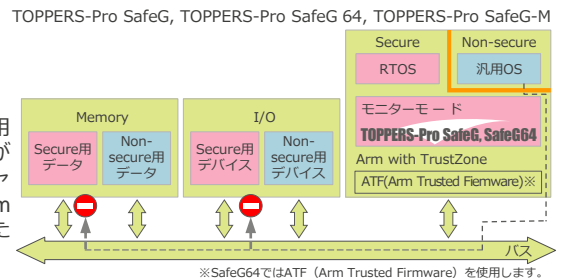 TOPPERS-Pro SafeG, TOPPERS-Pro SafeG 64, TOPPERS-Pro SafeG-M
Secure
Non-secure
RTOS
汎用OS
モニターモード
TOPPERS-Pro SafeG, SafeG64
Arm with TrustZone
ATF(Arm Trusted Fiemware)※
Memory
Secure用
データ
Non-
secure用
データ
I/O
Secure用
デバイス
Non-
secure用
デバイス
用
が
m
た
バス
※SafeG64ではATF（Arm Trusted Firmware）を使用します。